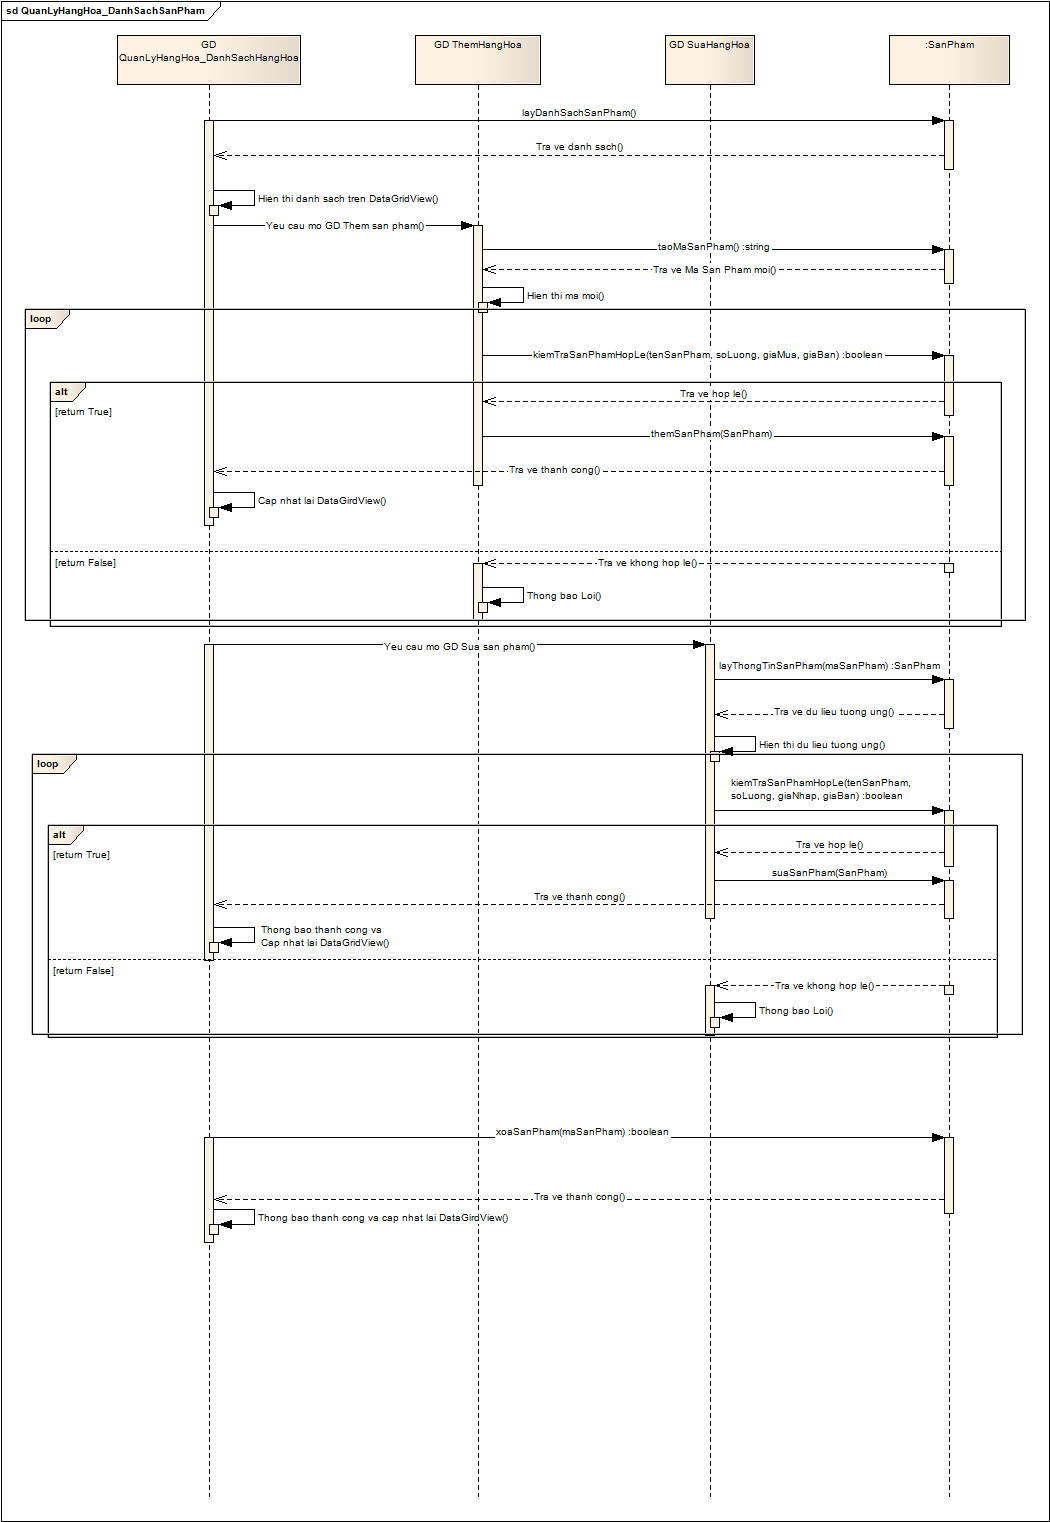 sd QuanLyHangHoa_DanhSachSanPham
GD
QuanLyHangHoa_DanhSachHangHoa
GD ThemHangHoa
GD SuaHangHoa
:SanPham
layDanhSachSanPham()
Tra ve danh sach()
Hien thi danh sach tren DataGridView()
Yeu cau mo GD Them san pham()
taoMaSanPham() :string
Tra ve Ma San Pham moi()
Hien thi ma moi()
loop
kiemTraSanPhamHopLe(tenSanPham, soLuong, giaMua, giaBan) :boolean
alt
Tra ve hop le()
[return True]
themSanPham(SanPham)
Tra ve thanh cong()
Cap nhat lai DataGirdView()
[return False]
Tra ve khong hop le()
Thong bao Loi()
Yeu cau mo GD Sua san pham()
layThongTinSanPham(maSanPham) :SanPham
Tra ve du lieu tuong ung()
Hien thi du lieu tuong ung()
loop
kiemTraSanPhamHopLe(tenSanPham,
soLuong, giaNhap, giaBan) :boolean
alt
Tra ve hop le()
[return True]
suaSanPham(SanPham)
Tra ve thanh cong()
Thong bao thanh cong va
Cap nhat lai DataGridView()
[return False]
Tra ve khong hop le()
Thong bao Loi()
xoaSanPham(maSanPham) :boolean
Tra ve thanh cong()
Thong bao thanh cong va cap nhat lai DataGirdView()